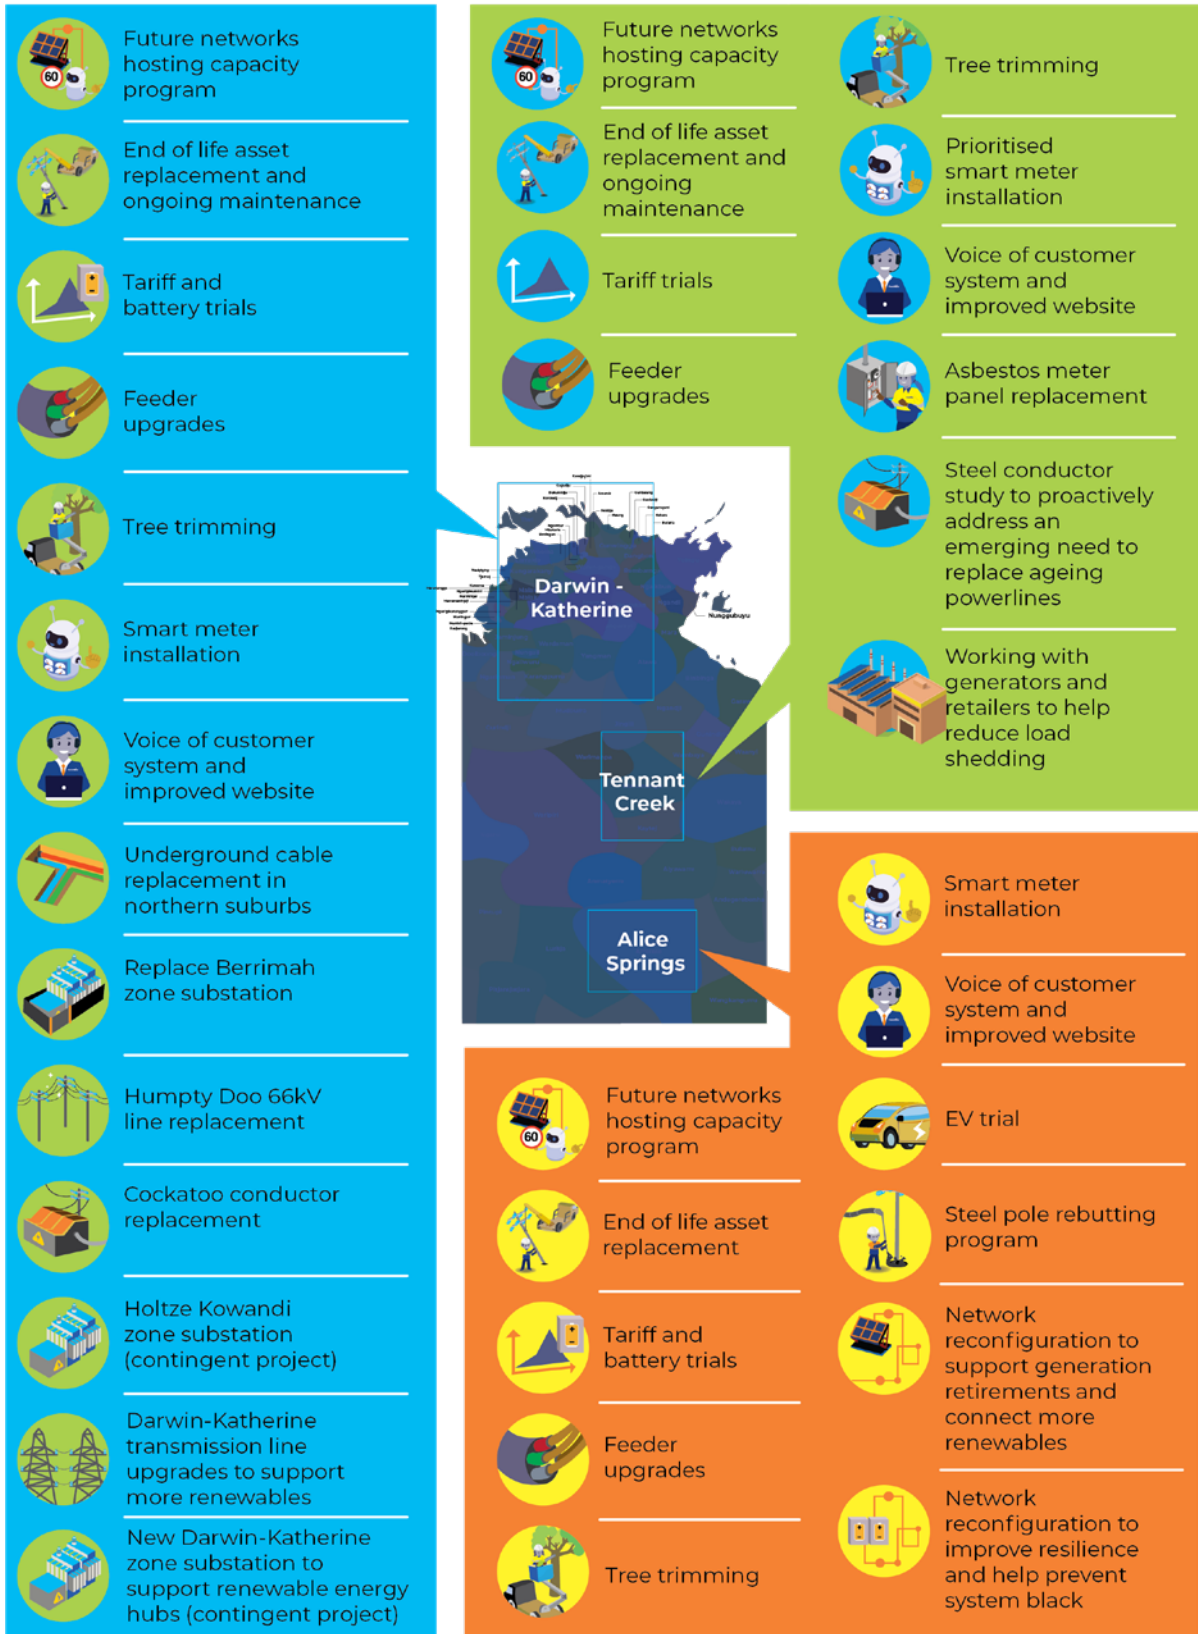 Future networks
hosting capacity
program
60
End of life asset
replacement and
ongoing maintenance
Tariff and
battery trials
Feeder
upgrades
Tree trimming
Smart meter
installation
Voice of customer
system and
improved website
Underground cable
replacement in
northern suburbs
Replace Berrimah
zone substation
Humpty Doo 66kV
line replacement
Cockatoo conductor
replacement
Holtze Kowandi
zone substation
(contingent project)
Darwin-Katherine
transmission line
upgrades to support
more renewables
New Darwin-Katherine
zone substation to
support renewable energy
hubs (contingent project)
Future networks
hosting capacity
program
60
End of life asset
replacement and
ongoing
maintenance
Tariff trials
Feeder
upgrades
Tree trimming
Prioritised
smart meter
installation
Voice of customer
system and
improved website
Asbestos meter
panel replacement
Steel conductor
study to proactively
address an
emerging need to
replace ageing
powerlines
Working with
generators and
retailers to help
reduce load
shedding
Darwin -
Katherine
Nunggubuyu
Tennant
Creek
Alice
Springs
Future networks
hosting capacity
program
60
End of life asset
replacement
Tariff and
battery trials
Feeder
upgrades
Tree trimming
Smart meter
installation
Voice of customer
system and
improved website
EV trial
Steel pole rebutting
program
Network
reconfiguration to
support generation
retirements and
connect more
renewables
Network
reconfiguration to
improve resilience
and help prevent
system black